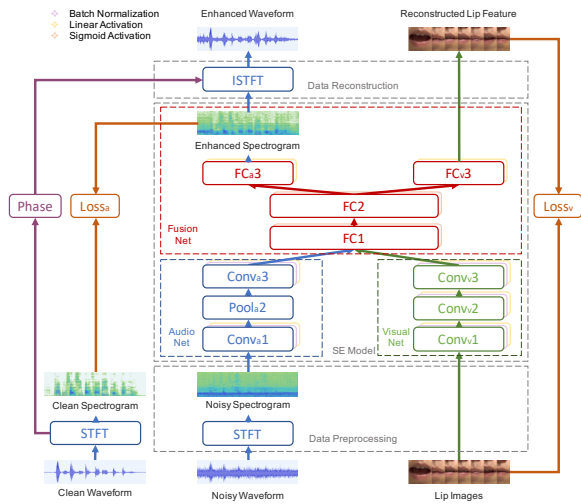 Batch Normalization
Linear Activation
Sigmoid Activation
Enhanced Waveform
Reconstructed Lip Feature
ISTFT
Data Reconstruction
Enhanced Spectrogram
FCa3
FCv3
Phase
Lossa
Lossv
FC2
Fusion
Net
FC1
Conva3
Convv3
Poola2
Convv2
Audio
Net
Visual
Net
Conva1
Convv1
SE Model
Clean Spectrogram
Noisy Spectrogram
STFT
STFT
Data Preprocessing
Clean Waveform
Noisy Waveform
Lip Images